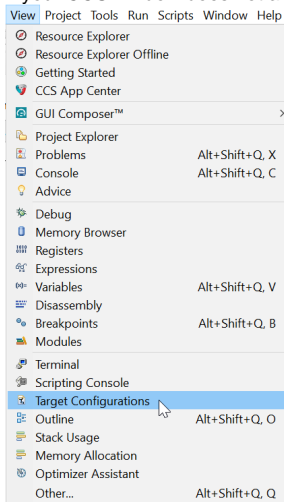 View Project Tools Run Scripts Window Help
Resource Explorer
Resource Explorer Offline
Getting Started
CCS App Center
GUI Composer™ >
Project Explorer
Problems Alt+Shift+Q, X
Console Alt+Shift+Q, C
Advice
Debug
Memory Browser
Registers
Expressions
Variables Alt+Shift+Q, V
Disassembly
Breakpoints Alt+Shift+Q, B
Modules
Terminal
Scripting Console
Target Configurations
Outline Alt+Shift+Q, O
Stack Usage
Memory Allocation
Optimizer Assistant
Other... Alt+Shift+Q, Q